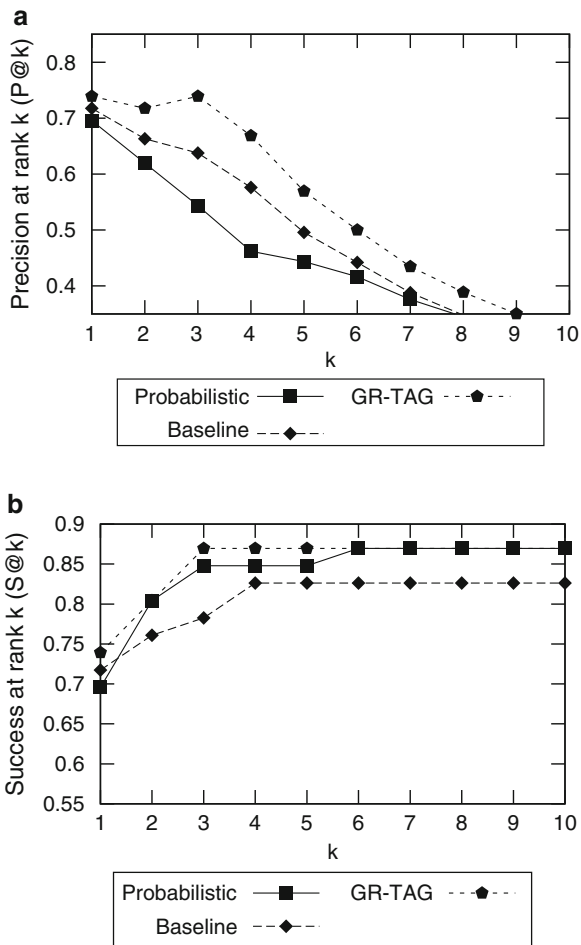 a
Precision at rank k (P@k)
0.8
0.7
0.6
0.5
0.4
1 2 3 4 5 6 7 8 9 10
k
Probabilistic GR-TAG
Baseline
b
Success at rank k (S@k)
0.9
0.85
0.8
0.75
0.7
0.65
0.6
0.55
1 2 3 4 5 6 7 8 9 10
k
Probabilistic GR-TAG
Baseline